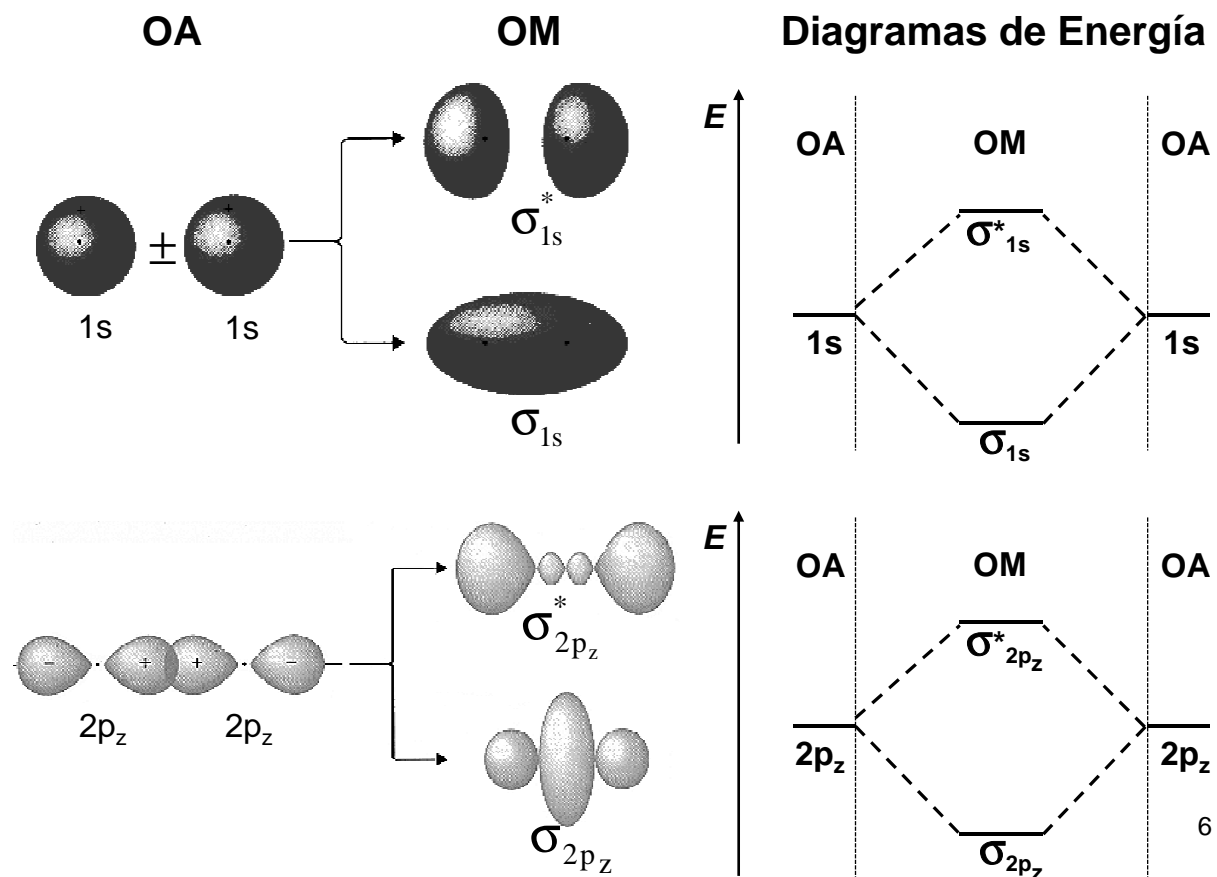 OA OM Diagramas de Energía
E
OA OM OA
σ*1s
+ +
±
1s 1s
σ*1s
1s 1s
σ1s
σ1s
E
OA OM OA
σ*2pz
σ*2pz
− + + −
2pz 2pz
2pz 2pz
σ2pz
σ2pz
6